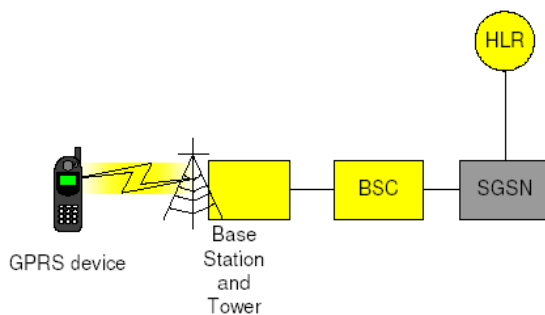 HLR
BSC
SGSN
GPRS device
Base
Station
and
Tower